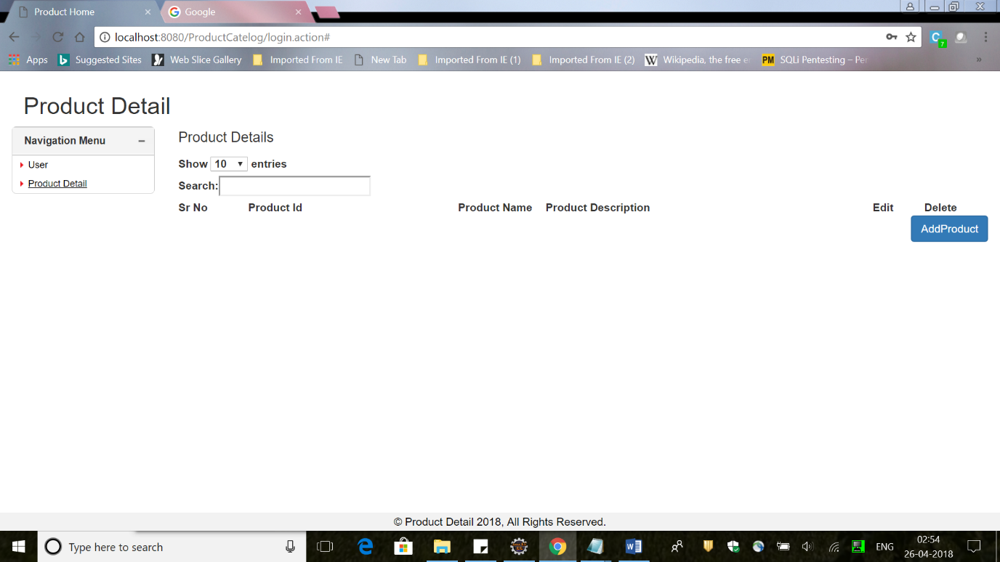 Product Home
Google
localhost:8080/ProductCatelog/login.action#
Apps Suggested Sites Web Slice Gallery Imported From IE New Tab Imported From IE (1) Imported From IE (2) W Wikipedia, the free PM SQLi Pentesting –
Product Detail
Navigation Menu
User
Product Detail
Product Details
Show 10 entries
Search:
Sr No Product Id Product Name Product Description Edit Delete
AddProduct
© Product Detail 2018, All Rights Reserved.
Type here to search
ENG
02:54
26-04-2018